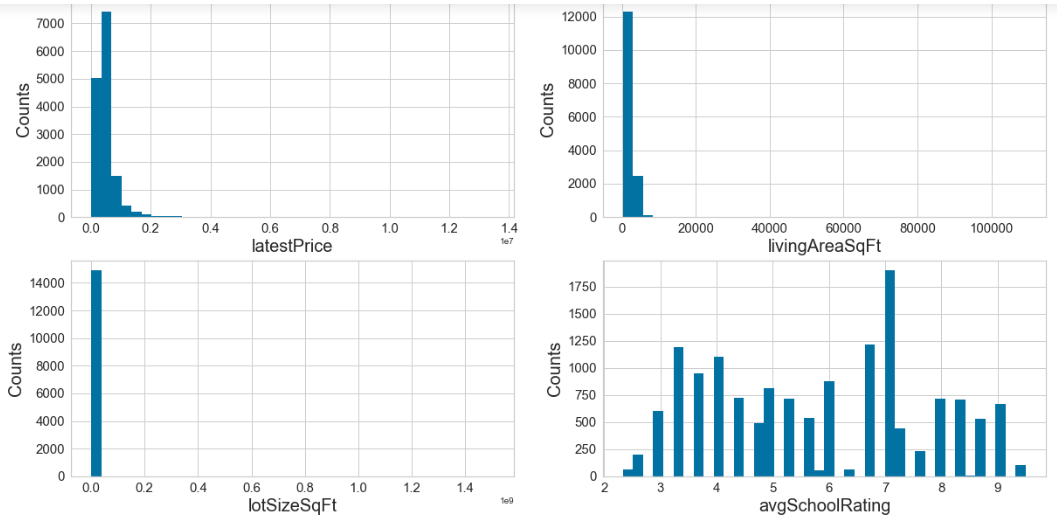 7000
6000
5000
4000
3000
2000
1000
0
Counts
0.0 0.2 0.4 0.6 0.8 1.0 1.2 1.4
1e7
latestPrice
12000
10000
8000
6000
4000
2000
0
Counts
0 20000 40000 60000 80000 100000
livingAreaSqFt
14000
12000
10000
8000
6000
4000
2000
0
Counts
0.0 0.2 0.4 0.6 0.8 1.0 1.2 1.4
1e9
lotSizeSqFt
1750
1500
1250
1000
750
500
250
0
Counts
2 3 4 5 6 7 8 9
avgSchoolRating